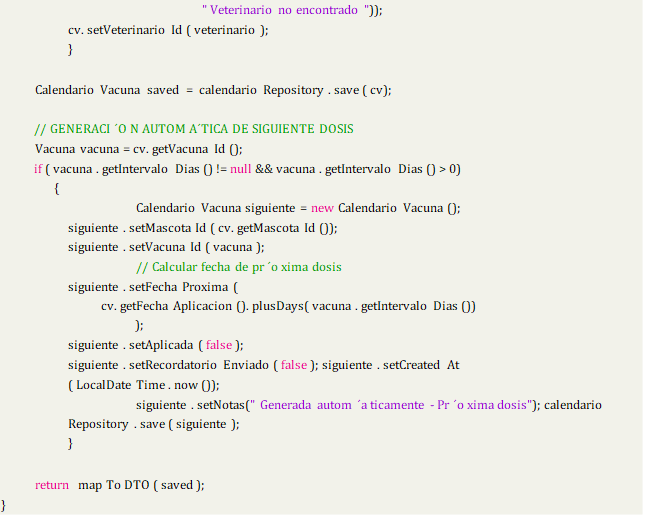 " Veterinario no encontrado "));
cv. setVeterinario Id ( veterinario );
}
Calendario Vacuna saved = calendario Repository . save ( cv);
// GENERACI ´O N AUTOM A´TICA DE SIGUIENTE DOSIS
Vacuna vacuna = cv. getVacuna Id ();
if ( vacuna . getIntervalo Dias () != null && vacuna . getIntervalo Dias () > 0)
{
Calendario Vacuna siguiente = new Calendario Vacuna ();
siguiente . setMascota Id ( cv. getMascota Id ());
siguiente . setVacuna Id ( vacuna );
// Calcular fecha de pr ´o xima dosis
siguiente . setFecha Proxima (
cv. getFecha Aplicacion (). plusDays( vacuna . getIntervalo Dias ())
);
siguiente . setAplicada ( false );
siguiente . setRecordatorio Enviado ( false ); siguiente . setCreated At
( LocalDate Time . now ());
siguiente . setNotas(" Generada autom ´a ticamente - Pr ´o xima dosis"); calendario
Repository . save ( siguiente );
}
return map To DTO ( saved );
}